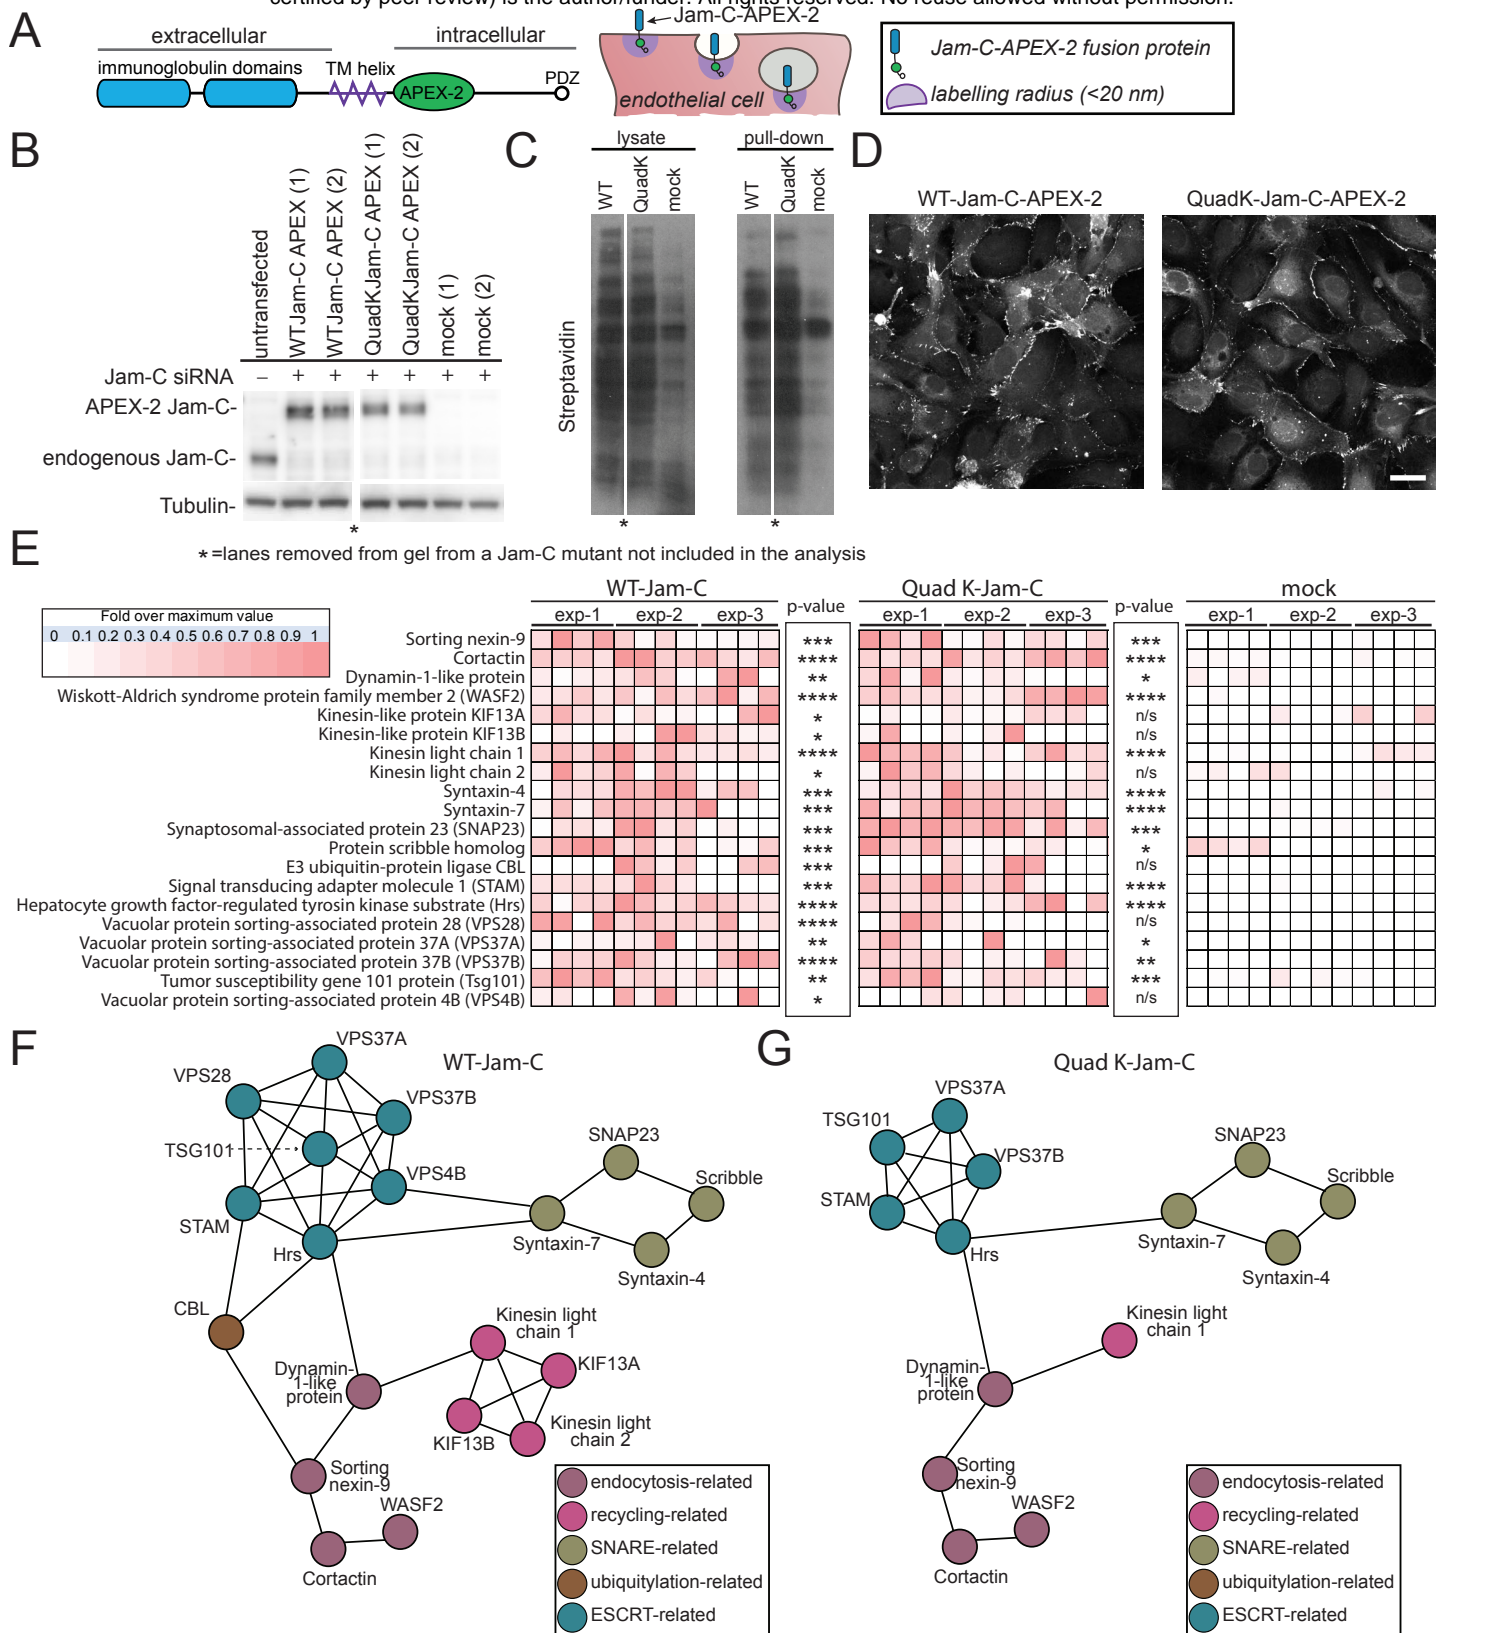 certified by peer review) is the author/funder. All rights reserved. No reuse allowed without permission.
A
extracellular
intracellular
immunoglobulin domains
TM helix
APEX-2
PDZ
Jam-C-APEX-2
endothelial cell
Jam-C-APEX-2 fusion protein
labelling radius (<20 nm)
B
untransfected
WTJam-C APEX (1)
WTJam-C APEX (2)
QuadKJam-C APEX (1)
QuadKJam-C APEX (2)
mock (1)
mock (2)
Jam-C siRNA − + + + + + +
APEX-2 Jam-C-
endogenous Jam-C-
Tubulin-
*
C
lysate
pull-down
WT
QuadK
mock
WT
QuadK
mock
Streptavidin
*
*
D
WT-Jam-C-APEX-2
QuadK-Jam-C-APEX-2
*=lanes removed from gel from a Jam-C mutant not included in the analysis
E
Fold over maximum value
0 0.1 0.2 0.3 0.4 0.5 0.6 0.7 0.8 0.9 1
WT-Jam-C p-value Quad K-Jam-C p-value mock
exp-1 exp-2 exp-3 exp-1 exp-2 exp-3 exp-1 exp-2 exp-3
Sorting nexin-9 *** ***
Cortactin **** ****
Dynamin-1-like protein ** *
Wiskott-Aldrich syndrome protein family member 2 (WASF2) **** ****
Kinesin-like protein KIF13A * n/s
Kinesin-like protein KIF13B * n/s
Kinesin light chain 1 **** ****
Kinesin light chain 2 * n/s
Syntaxin-4 *** ****
Syntaxin-7 *** ****
Synaptosomal-associated protein 23 (SNAP23) *** ***
Protein scribble homolog *** *
E3 ubiquitin-protein ligase CBL *** n/s
Signal transducing adapter molecule 1 (STAM) *** ****
Hepatocyte growth factor-regulated tyrosin kinase substrate (Hrs) **** ****
Vacuolar protein sorting-associated protein 28 (VPS28) **** n/s
Vacuolar protein sorting-associated protein 37A (VPS37A) ** *
Vacuolar protein sorting-associated protein 37B (VPS37B) **** **
Tumor susceptibility gene 101 protein (Tsg101) ** ***
Vacuolar protein sorting-associated protein 4B (VPS4B) * n/s
F
WT-Jam-C
VPS37A
VPS28
VPS37B
TSG101
VPS4B
STAM
Hrs
SNAP23
Scribble
Syntaxin-7
Syntaxin-4
CBL
Kinesin light
chain 1
KIF13A
Dynamin-
1-like
protein
KIF13B
Kinesin light
chain 2
Sorting
nexin-9
WASF2
Cortactin
endocytosis-related
recycling-related
SNARE-related
ubiquitylation-related
ESCRT-related
G
Quad K-Jam-C
VPS37A
TSG101
VPS37B
STAM
Hrs
SNAP23
Scribble
Syntaxin-7
Syntaxin-4
Kinesin light
chain 1
Dynamin-
1-like
protein
Sorting
nexin-9
WASF2
Cortactin
endocytosis-related
recycling-related
SNARE-related
ubiquitylation-related
ESCRT-related